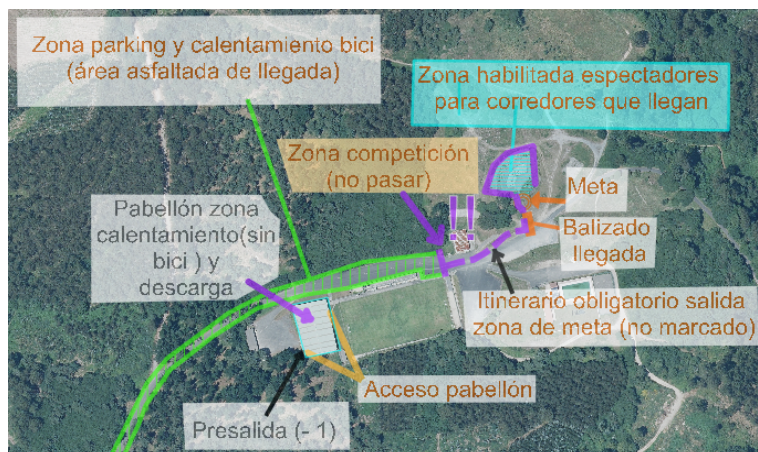 Zona parking y calentamiento bici
(área asfaltada de llegada)
Zona habilitada espectadores
para corredores que llegan
Zona competición
(no pasar)
Meta
Pabellón zona
calentamiento(sin
bici ) y
descarga
Balizado
llegada
Itinerario obligatorio salida
zona de meta (no marcado)
Acceso pabellón
Presalida (- 1)